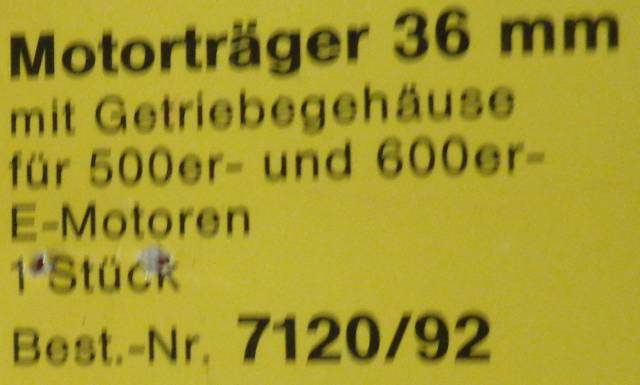 Motorträger 36 mm
mit Getriebegehäuse
für 500er- und 600er-
E-Motoren
1 Stück
Best.-Nr. 7120/92